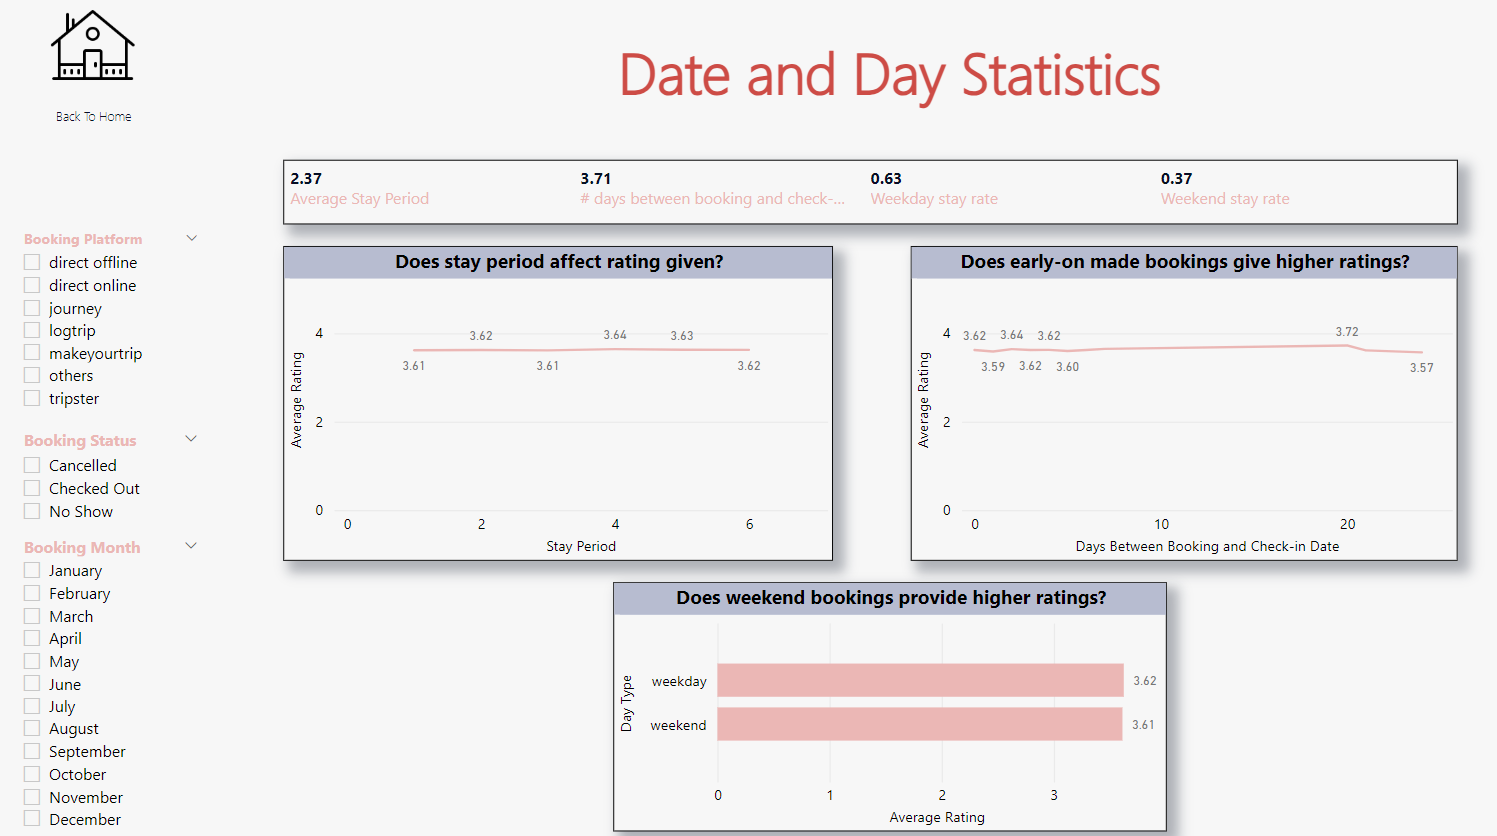 Back To Home
Date and Day Statistics
2.37
Average Stay Period
3.71
# days between booking and check-...
0.63
Weekday stay rate
0.37
Weekend stay rate
Booking Platform
direct offline
direct online
journey
logtrip
makeyourtrip
others
tripster
Booking Status
Cancelled
Checked Out
No Show
Booking Month
January
February
March
April
May
June
July
August
September
October
November
December
Does stay period affect rating given?
Average Rating
4
2
0
3.61
3.62
3.61
3.64
3.63
3.62
0 2 4 6
Stay Period
Does early-on made bookings give higher ratings?
Average Rating
4
2
0
3.62
3.59
3.64
3.62
3.62
3.60
3.72
3.57
0 10 20
Days Between Booking and Check-in Date
Does weekend bookings provide higher ratings?
Day Type
weekday 3.62
weekend 3.61
0 1 2 3
Average Rating